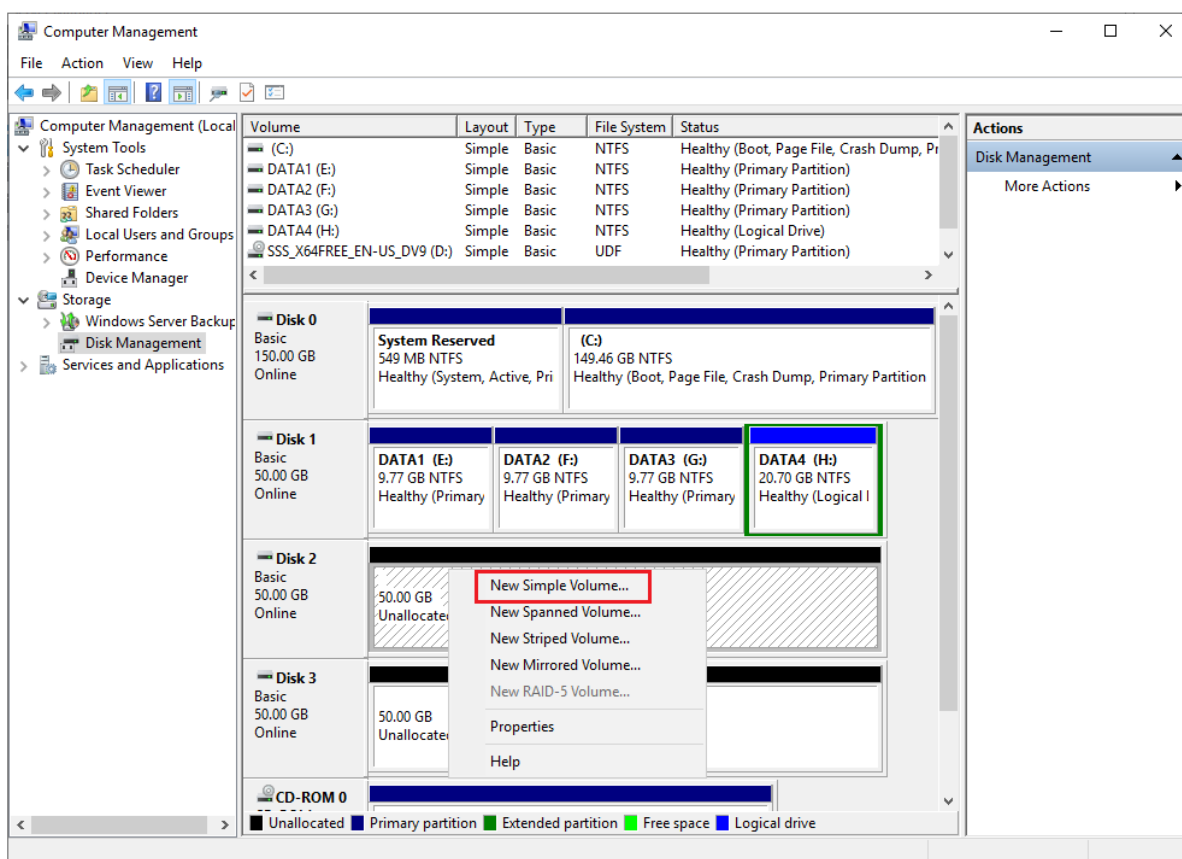 Computer Management
File Action View Help
Computer Management (Local
System Tools
Task Scheduler
Event Viewer
Shared Folders
Local Users and Groups
Performance
Device Manager
Storage
Windows Server Backup
Disk Management
Services and Applications
Volume Layout Type File System Status
(C:) Simple Basic NTFS Healthy (Boot, Page File, Crash Dump, Pr
DATA1 (E:) Simple Basic NTFS Healthy (Primary Partition)
DATA2 (F:) Simple Basic NTFS Healthy (Primary Partition)
DATA3 (G:) Simple Basic NTFS Healthy (Primary Partition)
DATA4 (H:) Simple Basic NTFS Healthy (Logical Drive)
SSS_X64FREE_EN-US_DV9 (D:) Simple Basic UDF Healthy (Primary Partition)
Disk 0
Basic
150.00 GB
Online
System Reserved
549 MB NTFS
Healthy (System, Active, Pri
(C:)
149.46 GB NTFS
Healthy (Boot, Page File, Crash Dump, Primary Partition
Disk 1
Basic
50.00 GB
Online
DATA1 (E:)
9.77 GB NTFS
Healthy (Primary
DATA2 (F:)
9.77 GB NTFS
Healthy (Primary
DATA3 (G:)
9.77 GB NTFS
Healthy (Primary
DATA4 (H:)
20.70 GB NTFS
Healthy (Logical
Disk 2
Basic
50.00 GB
Online
50.00 GB
Unallocated
New Simple Volume...
New Spanned Volume...
New Striped Volume...
New Mirrored Volume...
New RAID-5 Volume...
Properties
Help
Disk 3
Basic
50.00 GB
Online
50.00 GB
Unallocated
CD-ROM 0
Unallocated Primary partition Extended partition Free space Logical drive
Actions
Disk Management
More Actions